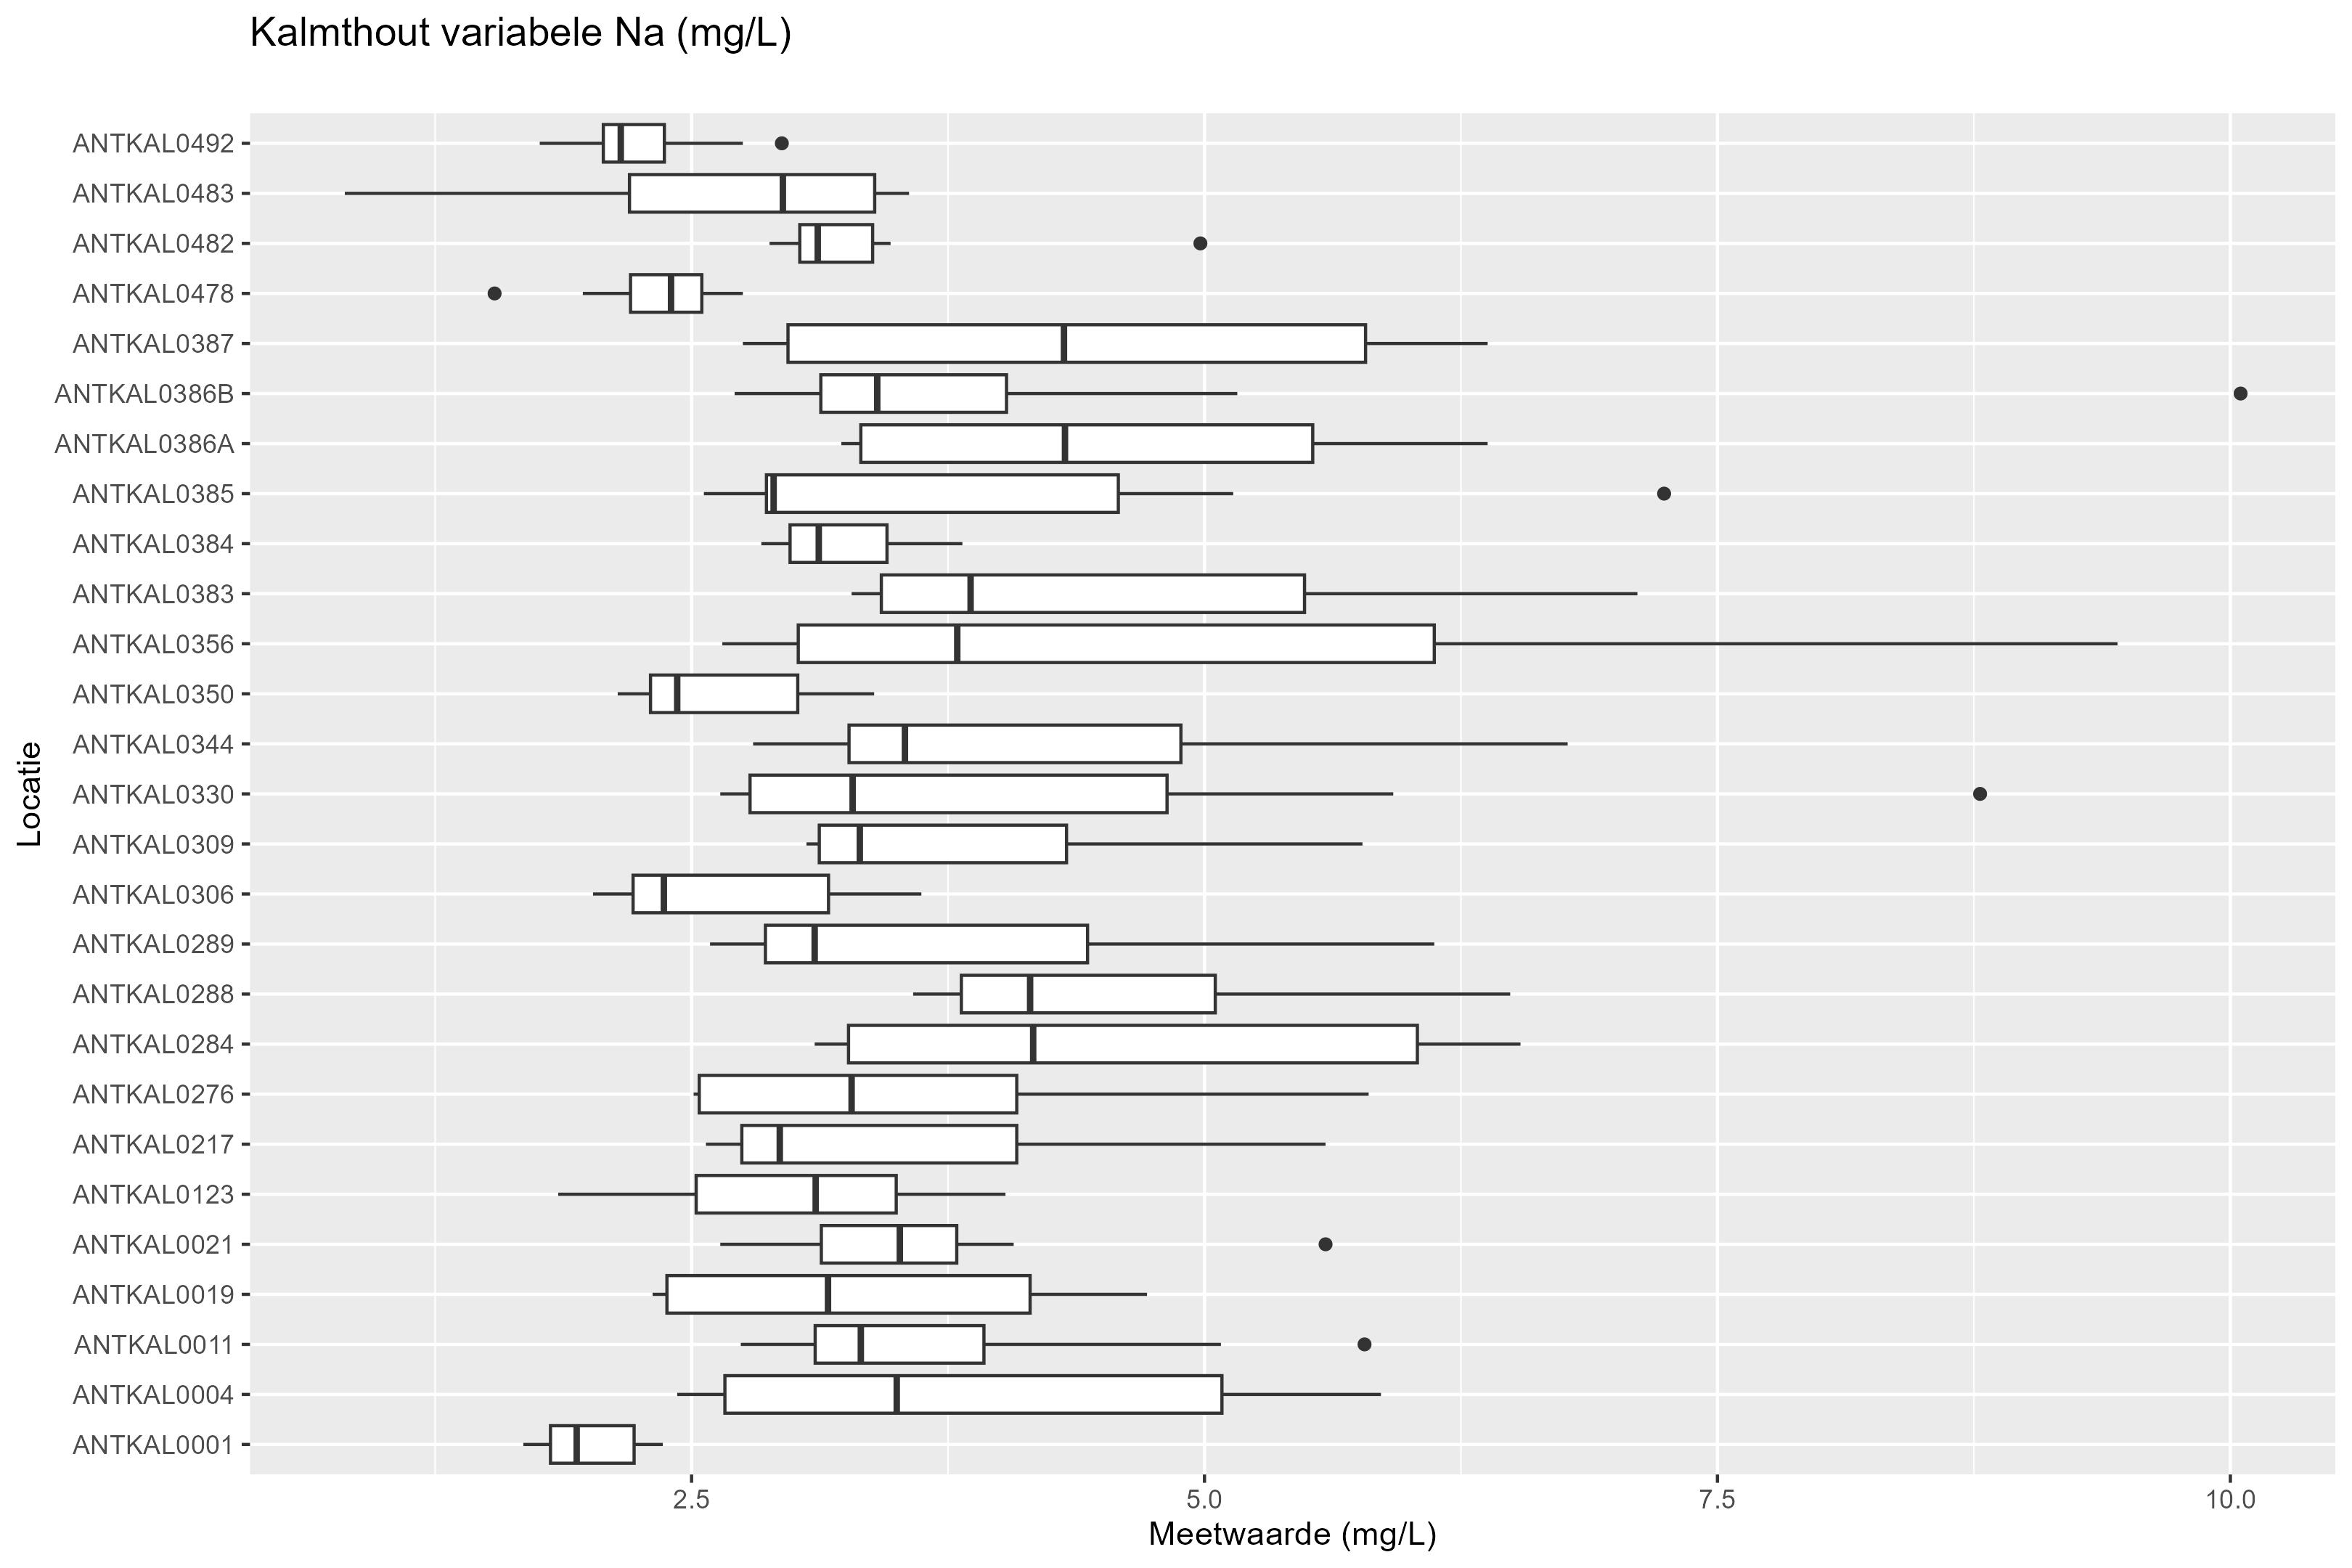 Kalmthout variabele Na (mg/L)
ANTKAL0492
ANTKAL0483
ANTKAL0482
ANTKAL0478
ANTKAL0387
ANTKAL0386B
ANTKAL0386A
ANTKAL0385
ANTKAL0384
ANTKAL0383
ANTKAL0356
ANTKAL0350
ANTKAL0344
ANTKAL0330
ANTKAL0309
ANTKAL0306
ANTKAL0289
ANTKAL0288
ANTKAL0284
ANTKAL0276
ANTKAL0217
ANTKAL0123
ANTKAL0021
ANTKAL0019
ANTKAL0011
ANTKAL0004
ANTKAL0001
Locatie
2.5 5.0 7.5 10.0
Meetwaarde (mg/L)